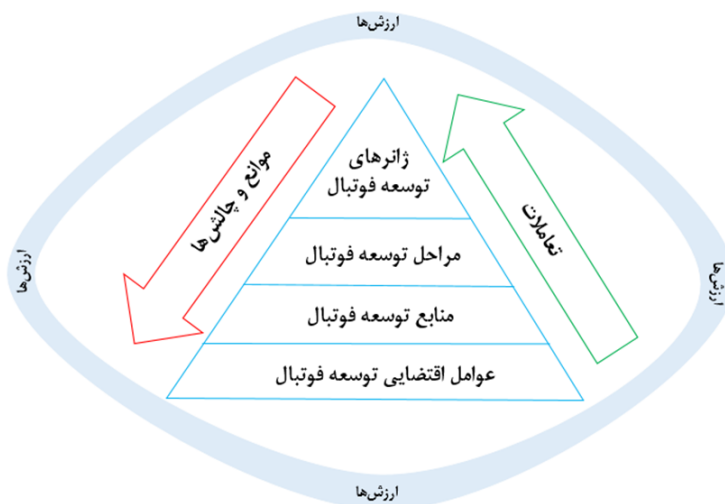 ارزش‌ها
موانع و چالش‌ها
تعاملات
ژانرهای
توسعه فوتبال
مراحل توسعه فوتبال
منابع توسعه فوتبال
عوامل اقتضایی توسعه فوتبال
ارزش‌ها
ارزش‌ها
ارزش‌ها